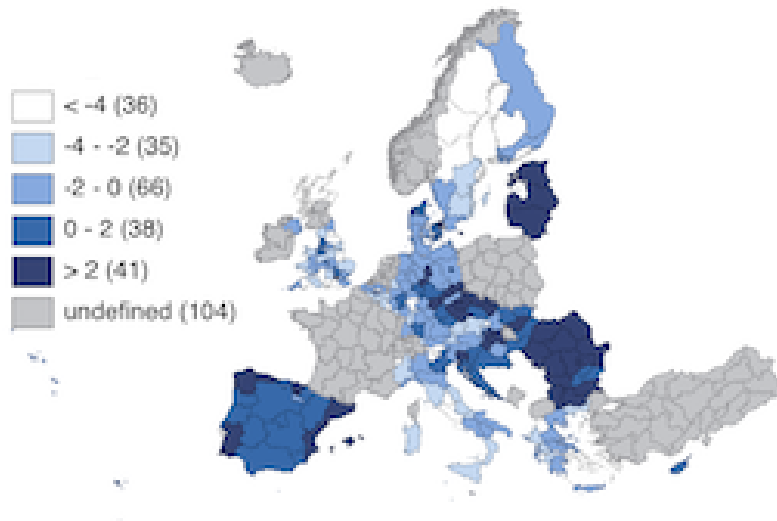 < -4 (36)
-4 - -2 (35)
-2 - 0 (66)
0 - 2 (38)
> 2 (41)
undefined (104)